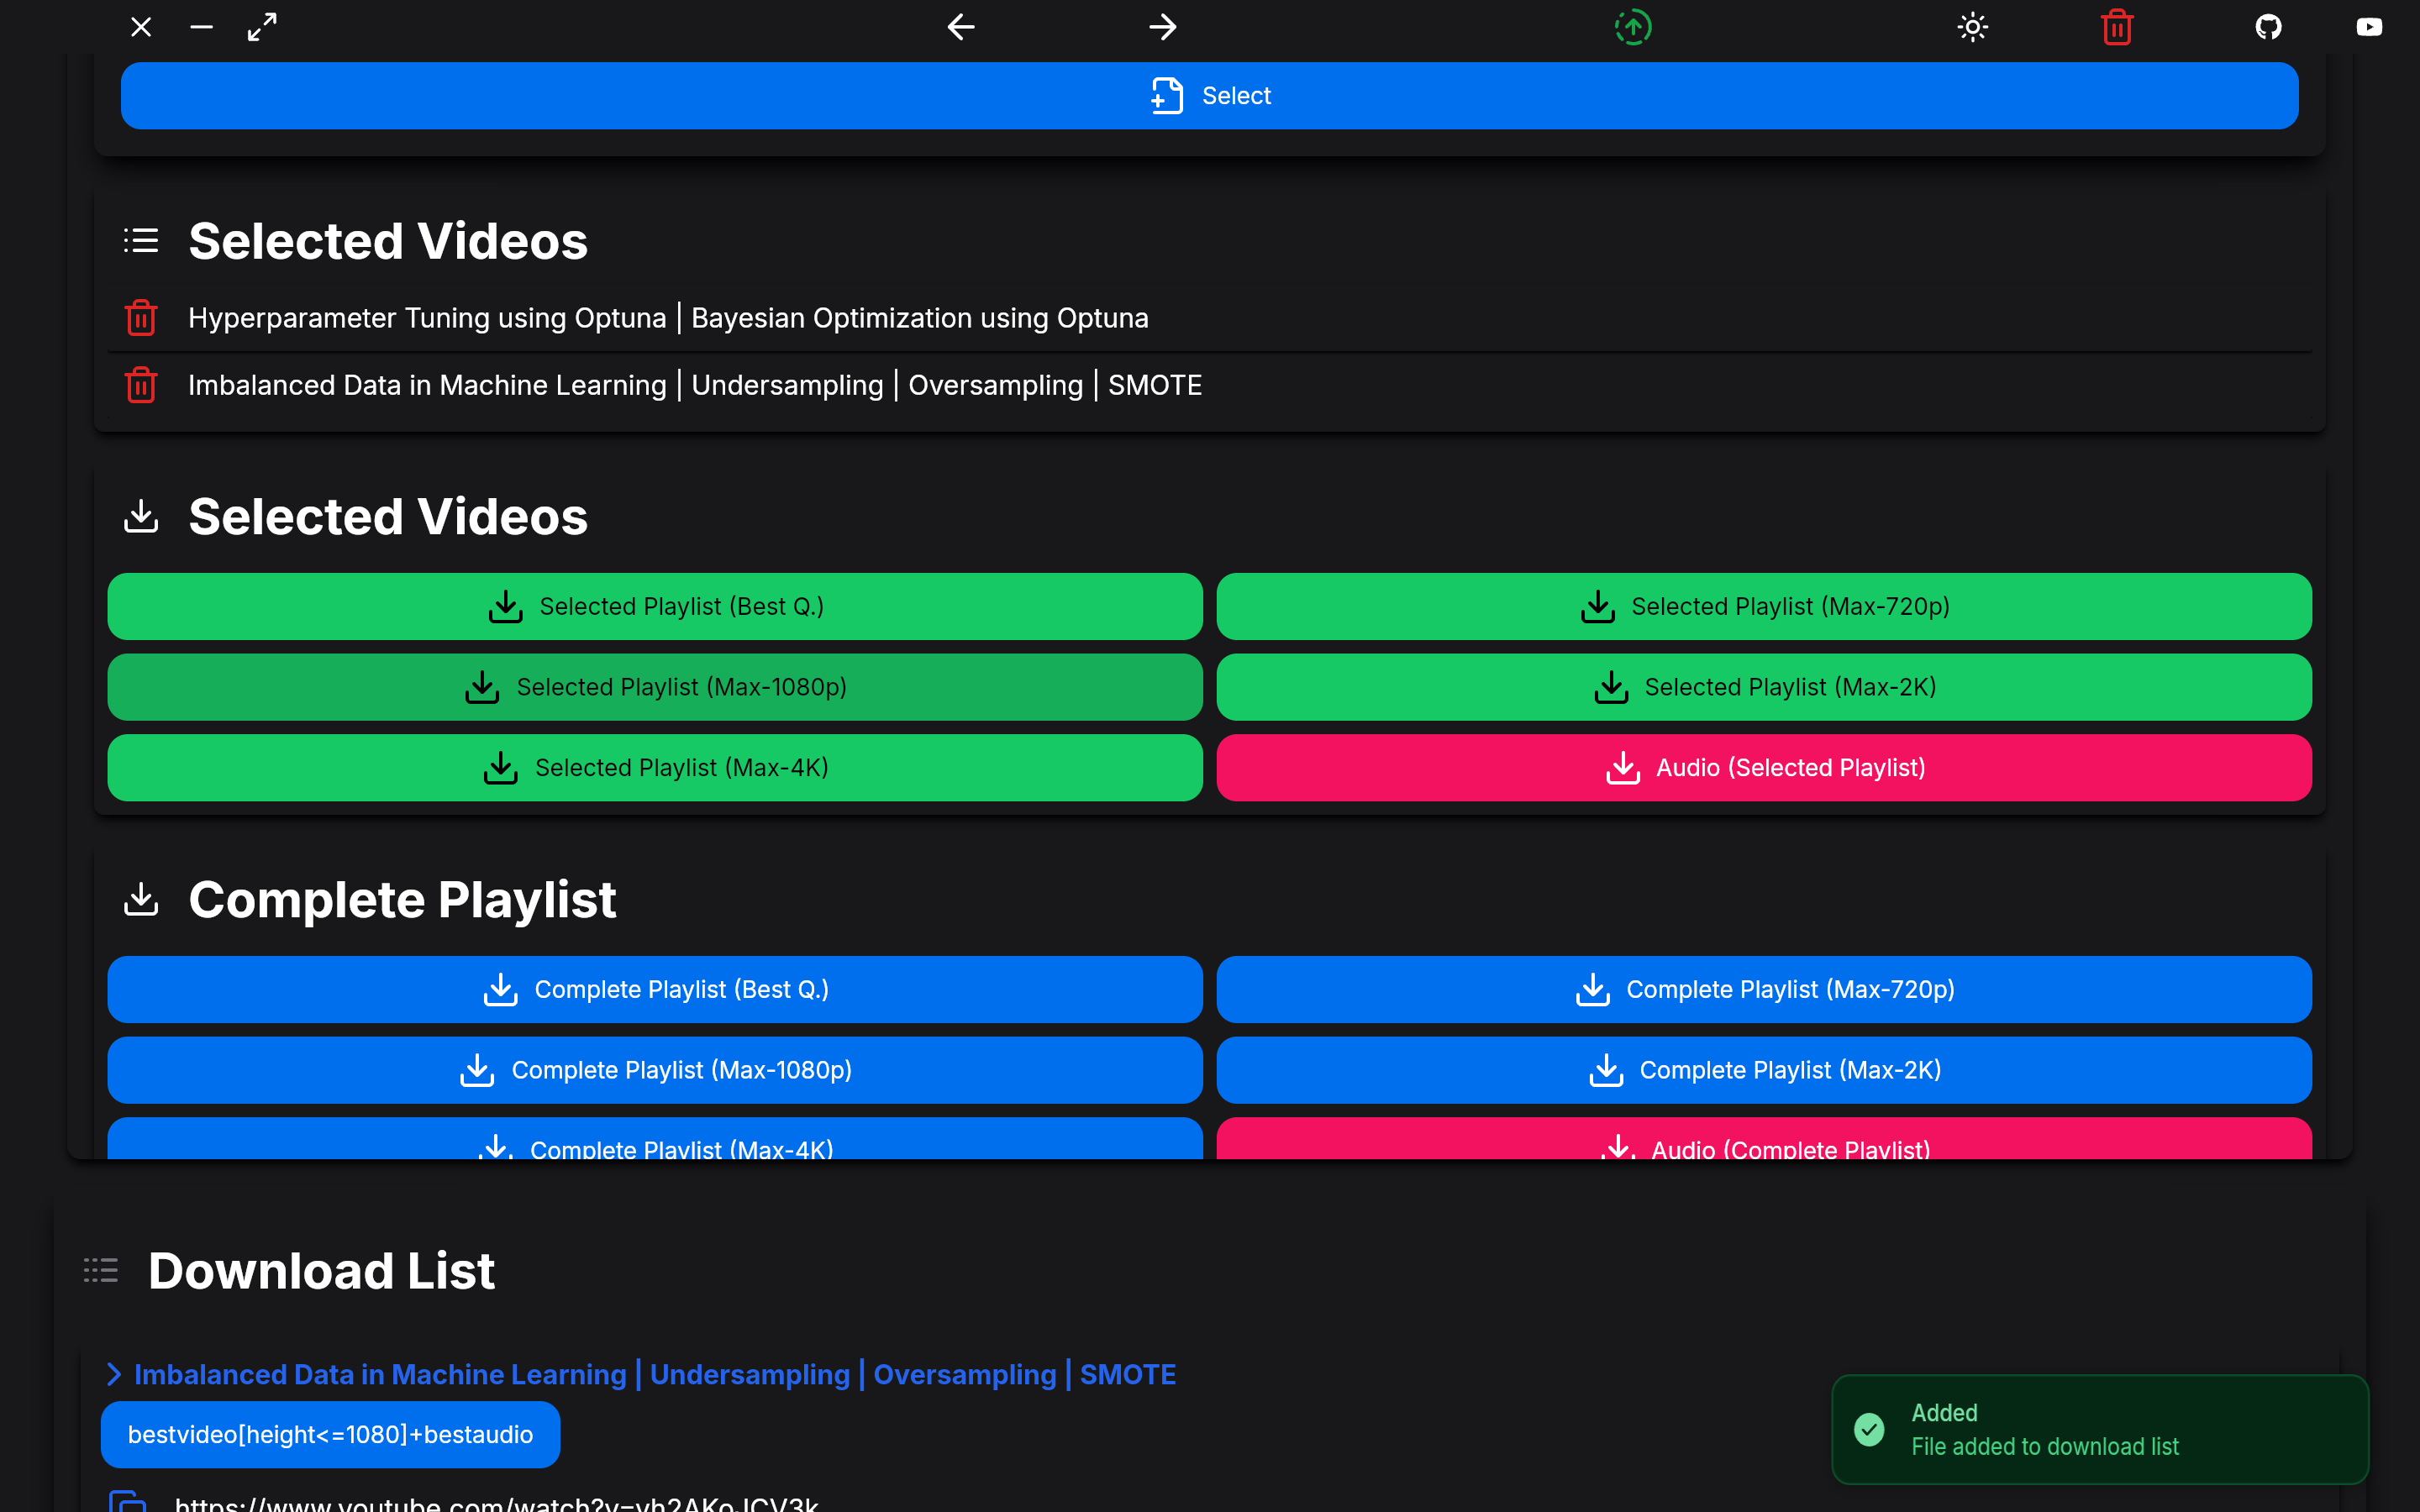 Select
Selected Videos
Hyperparameter Tuning using Optuna | Bayesian Optimization using Optuna
Imbalanced Data in Machine Learning | Undersampling | Oversampling | SMOTE
Selected Videos
Selected Playlist (Best Q.)
Selected Playlist (Max-720p)
Selected Playlist (Max-1080p)
Selected Playlist (Max-2K)
Selected Playlist (Max-4K)
Audio (Selected Playlist)
Complete Playlist
Complete Playlist (Best Q.)
Complete Playlist (Max-720p)
Complete Playlist (Max-1080p)
Complete Playlist (Max-2K)
Complete Playlist (Max-4K)
Audio (Complete Playlist)
Download List
Imbalanced Data in Machine Learning | Undersampling | Oversampling | SMOTE
bestvideo[height<=1080]+bestaudio
Added
File added to download list
https://www.youtube.com/watch?v=yh2AKoJCV3k